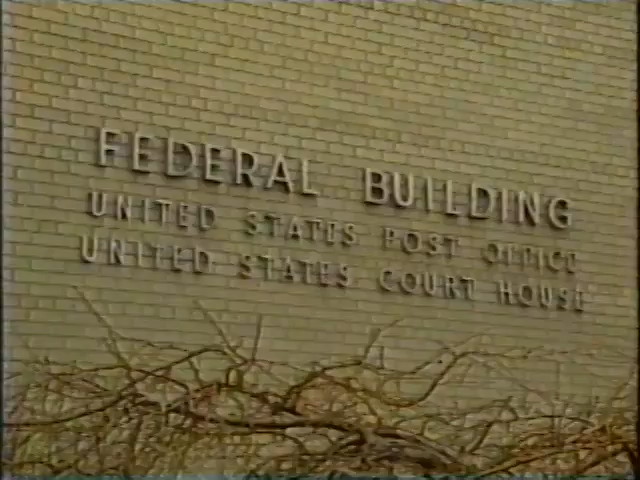 FEDERAL BUILDING
UNITED STATES POST OFFICE
UNITED STATES COURT HOUSE